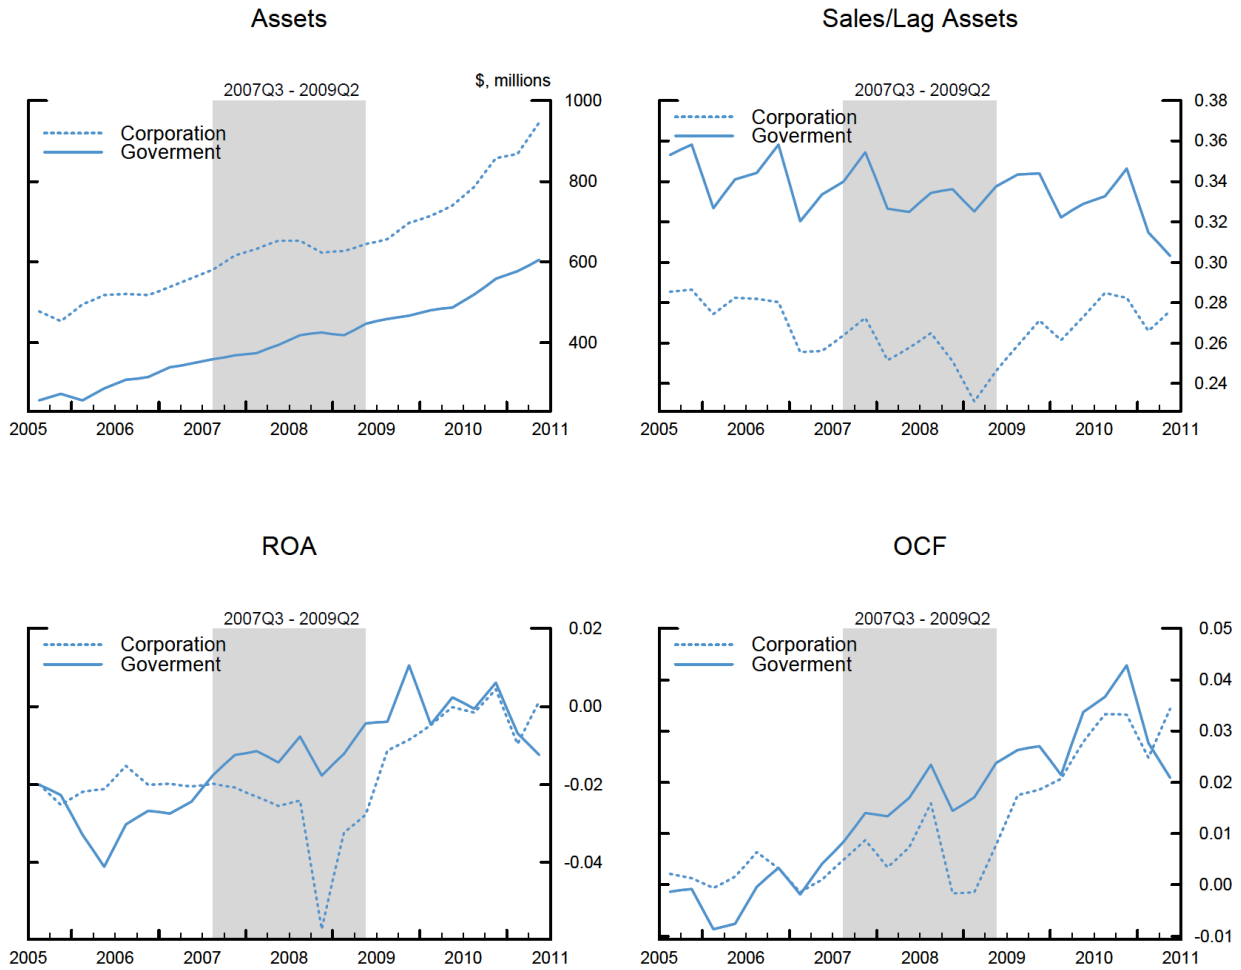 Assets
$, millions
2007Q3 - 2009Q2
Corporation
Goverment
1000
800
600
400
2005 2006 2007 2008 2009 2010 2011
Sales/Lag Assets
2007Q3 - 2009Q2
Corporation
Goverment
0.38
0.36
0.34
0.32
0.30
0.28
0.26
0.24
2005 2006 2007 2008 2009 2010 2011
ROA
2007Q3 - 2009Q2
Corporation
Goverment
0.02
0.00
-0.02
-0.04
2005 2006 2007 2008 2009 2010 2011
OCF
2007Q3 - 2009Q2
Corporation
Goverment
0.05
0.04
0.03
0.02
0.01
0.00
-0.01
2005 2006 2007 2008 2009 2010 2011